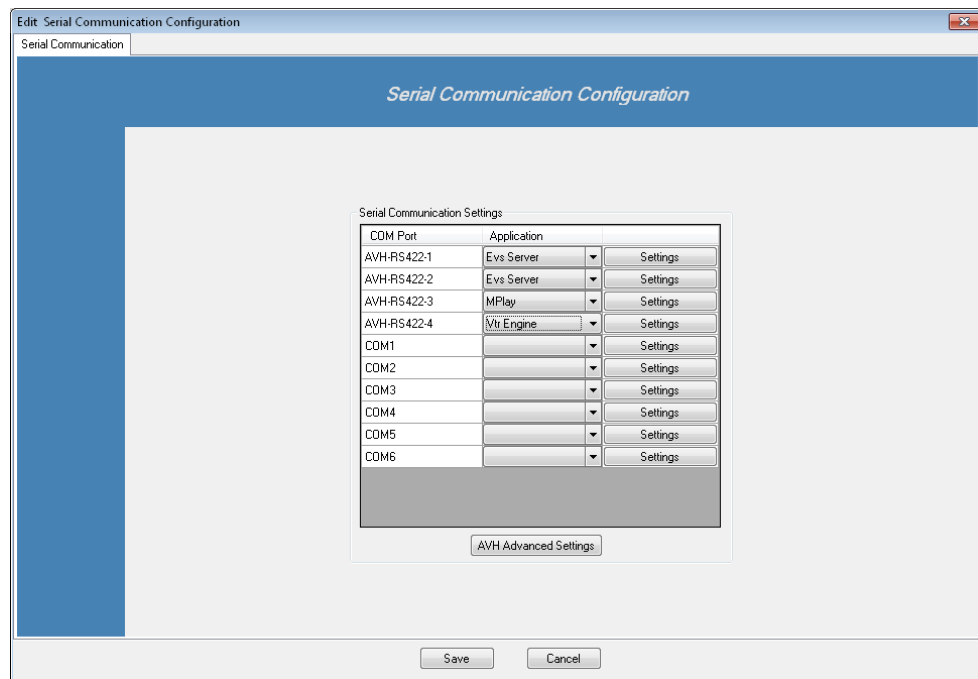 Edit Serial Communication Configuration
Serial Communication
Serial Communication Configuration
Serial Communication Settings
COM Port Application
AVH-RS422-1 Evs Server Settings
AVH-RS422-2 Evs Server Settings
AVH-RS422-3 MPlay Settings
AVH-RS422-4 Vtr Engine Settings
COM1 Settings
COM2 Settings
COM3 Settings
COM4 Settings
COM5 Settings
COM6 Settings
AVH Advanced Settings
Save Cancel